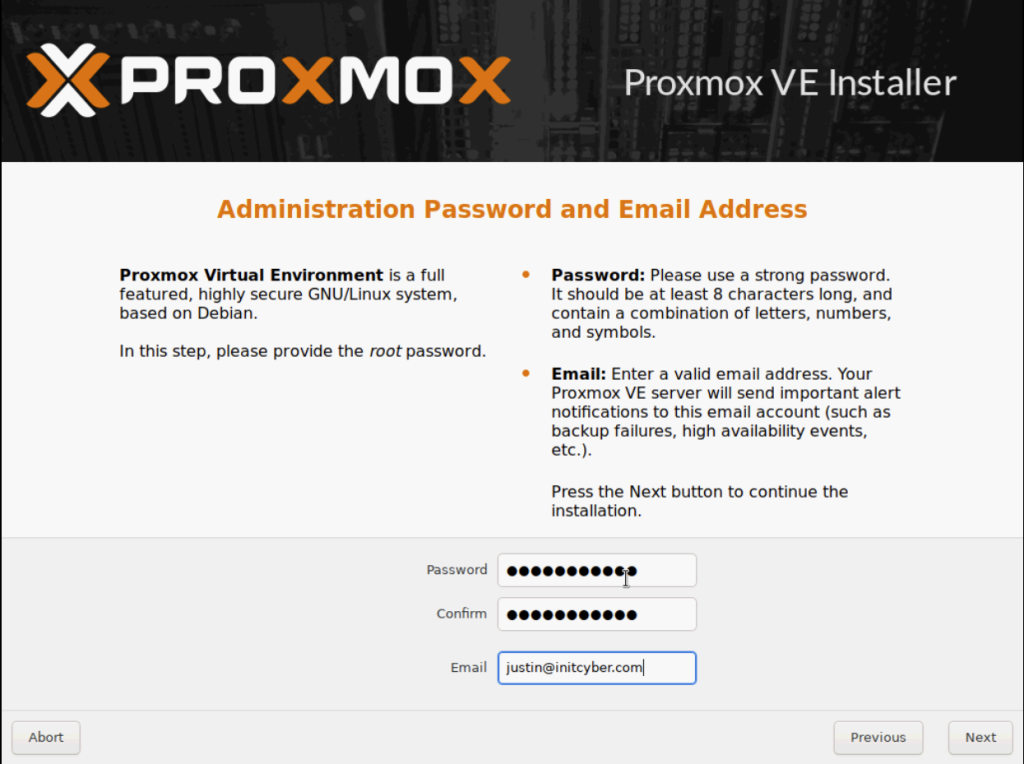 PROXMOX
Proxmox VE Installer
Administration Password and Email Address
Proxmox Virtual Environment is a full
featured, highly secure GNU/Linux system,
based on Debian.
In this step, please provide the root password.
Password: Please use a strong password.
It should be at least 8 characters long, and
contain a combination of letters, numbers,
and symbols.
Email: Enter a valid email address. Your
Proxmox VE server will send important alert
notifications to this email account (such as
backup failures, high availability events,
etc.).
Press the Next button to continue the
installation.
Password ●●●●●●●●●●●
Confirm ●●●●●●●●●●●
Email justin@initcyber.com
Abort Previous Next